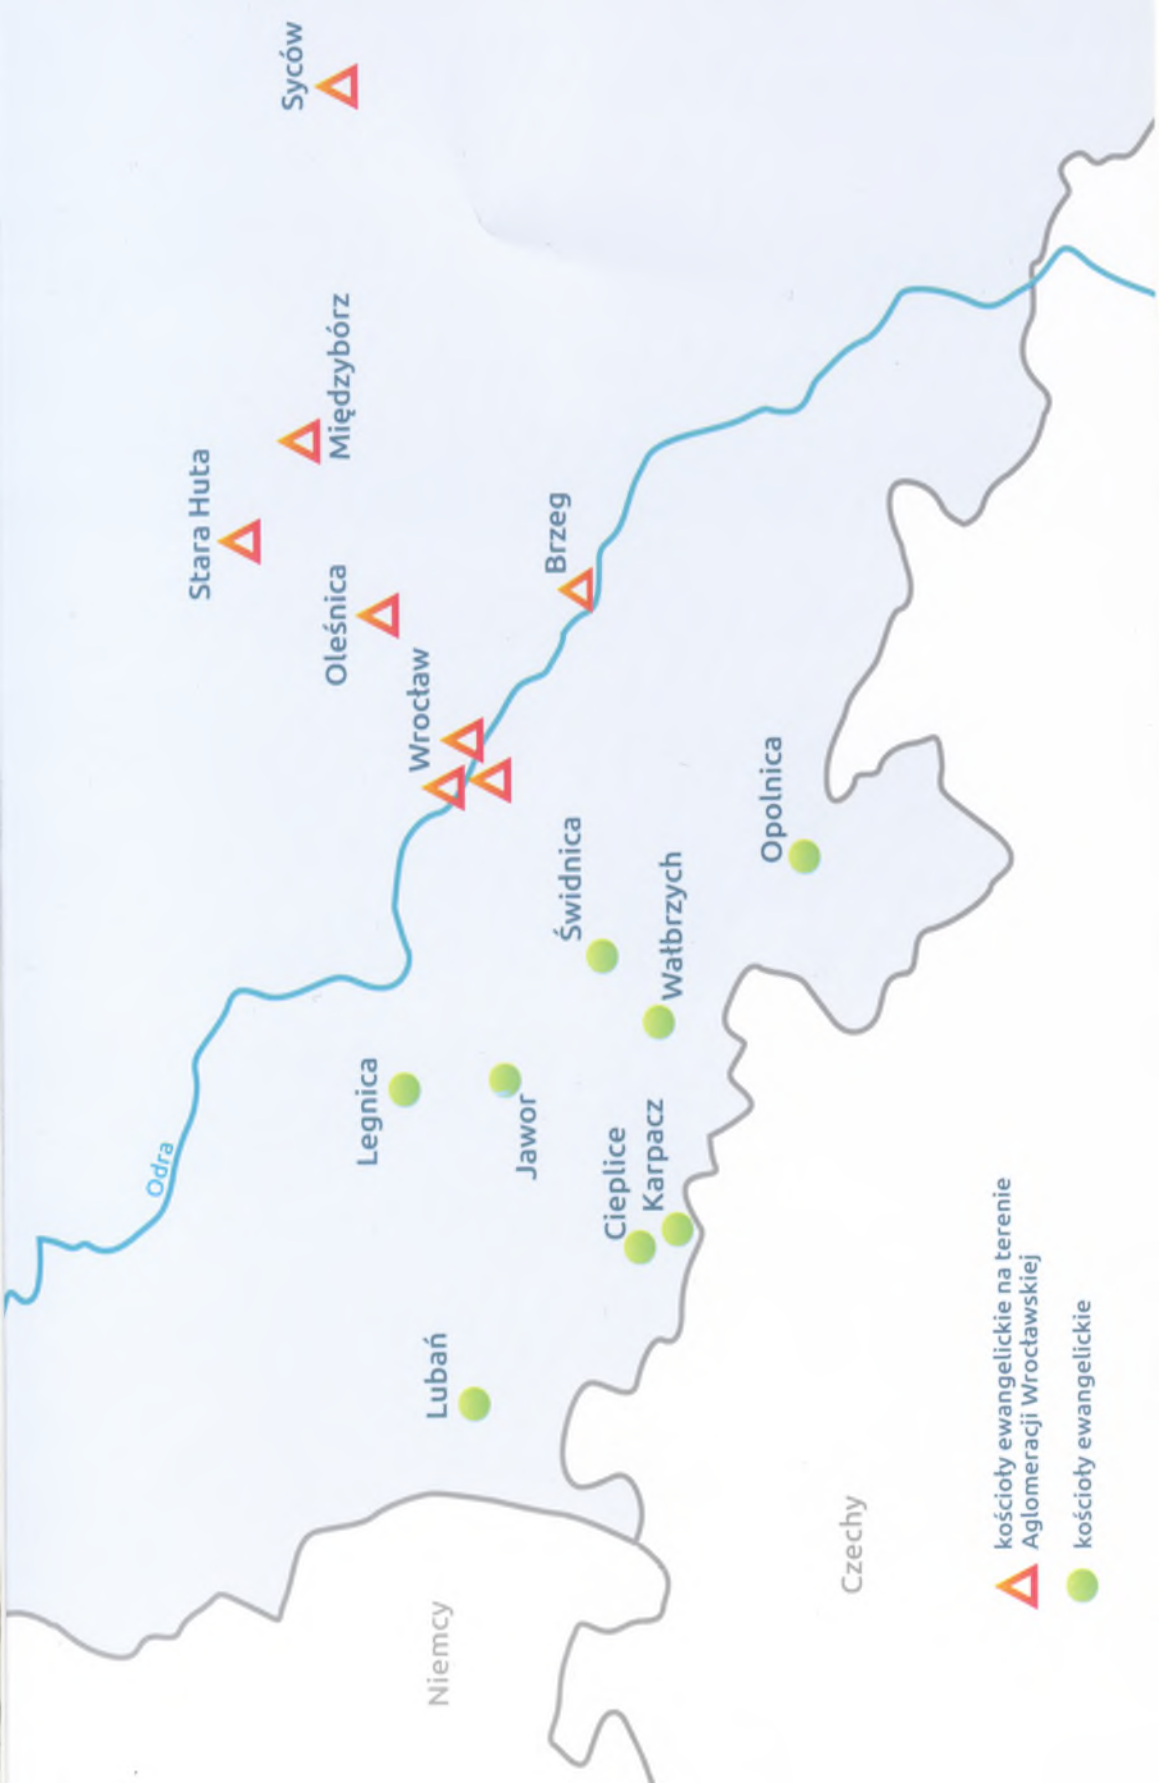 Syców
Międzybórz
Stara Huta
Oleśnica
Wrocław
Brzeg
Odra
Legnica
Jawor
Świdnica
Wałbrzych
Opolnica
Cieplice
Karpacz
Lubań
Niemcy
Czechy
kościoły ewangelickie na terenie
Aglomeracji Wrocławskiej
kościoły ewangelickie